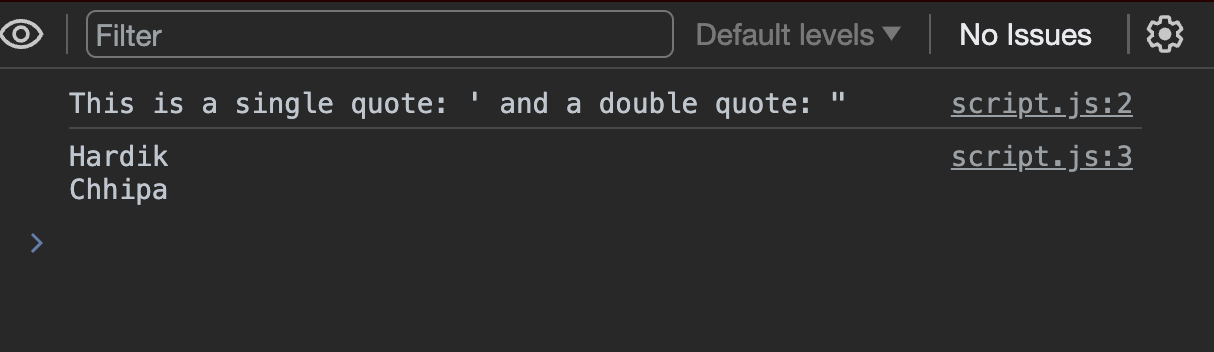 Filter Default levels ▼ No Issues
This is a single quote: ' and a double quote: " script.js:2
Hardik script.js:3
Chhipa
>